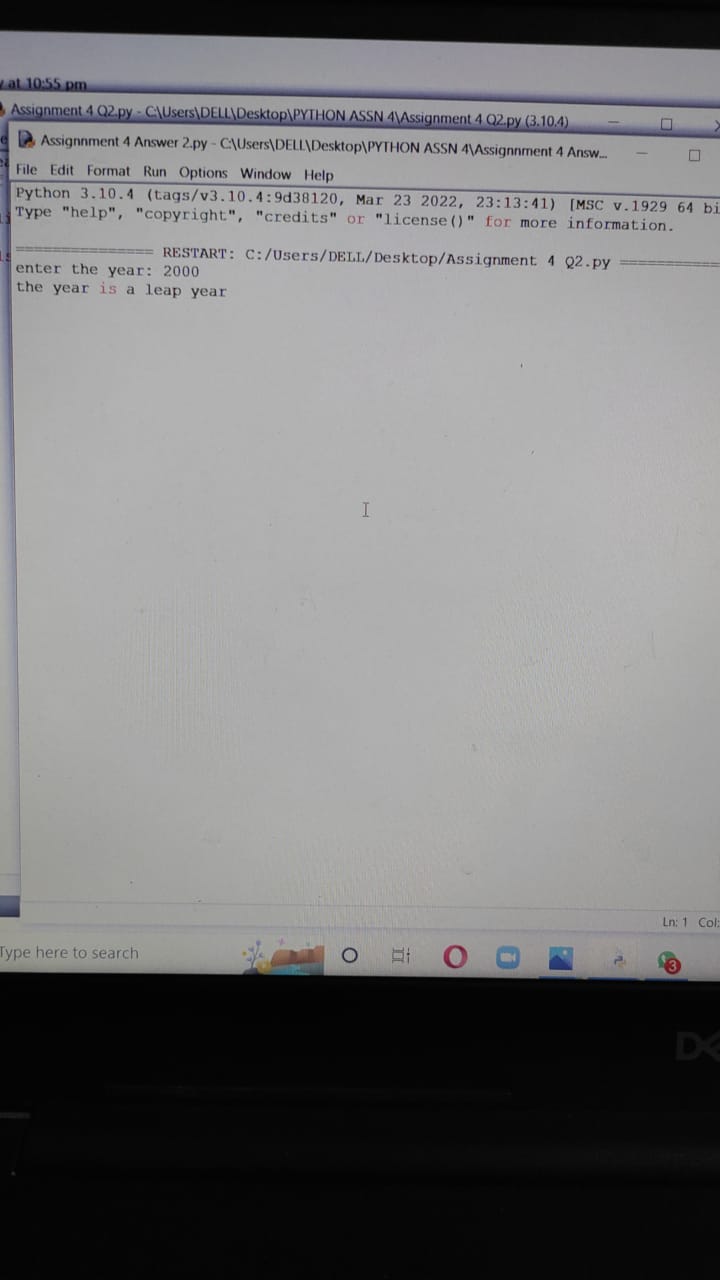 at 10:55 pm
Assignment 4 Q2.py - C:\Users\DELL\Desktop\PYTHON ASSN 4\Assignment 4 Q2.py (3.10.4)
Assignnment 4 Answer 2.py - C:\Users\DELL\Desktop\PYTHON ASSN 4\Assignnment 4 Answ...
File Edit Format Run Options Window Help
Python 3.10.4 (tags/v3.10.4:9d38120, Mar 23 2022, 23:13:41) [MSC v.1929 64 bi
Type "help", "copyright", "credits" or "license()" for more information.
=============== RESTART: C:/Users/DELL/Desktop/Assignment 4 Q2.py ===========
enter the year: 2000
the year is a leap year
Ln: 1 Col:
Type here to search
3